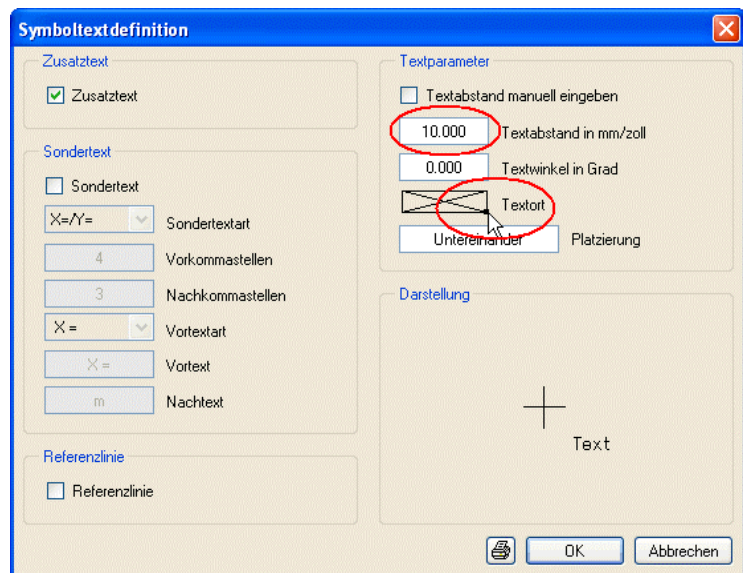 Symboltextdefinition
Zusatztext
Zusatztext
Sondertext
Sondertext
X=/Y=
Sondertextart
4
Vorkommastellen
3
Nachkommastellen
X =
Vortextart
X =
Vortext
m
Nachtext
Referenzlinie
Referenzlinie
Textparameter
Textabstand manuell eingeben
10.000
Textabstand in mm/zoll
0.000
Textwinkel in Grad
Textort
Untereinander
Platzierung
Darstellung
Text
OK
Abbrechen